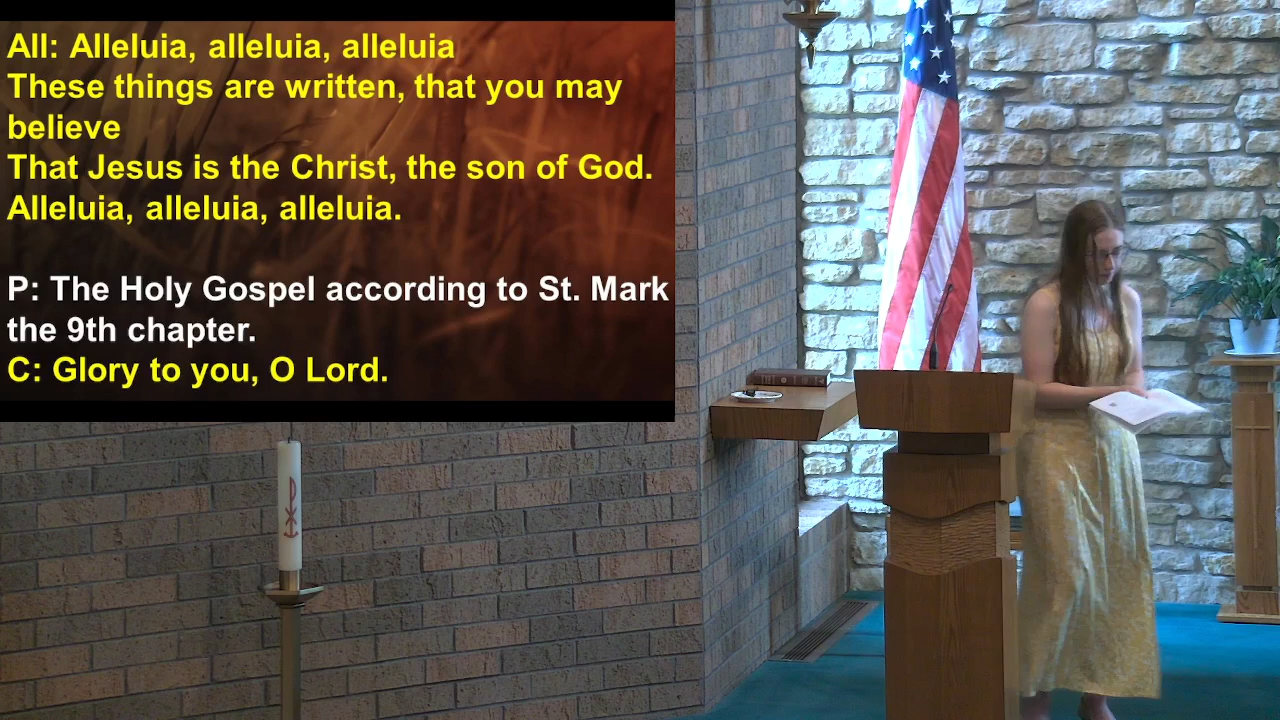 All: Alleluia, alleluia, alleluia
These things are written, that you may
believe
That Jesus is the Christ, the son of God.
Alleluia, alleluia, alleluia.
P: The Holy Gospel according to St. Mark
the 9th chapter.
C: Glory to you, O Lord.